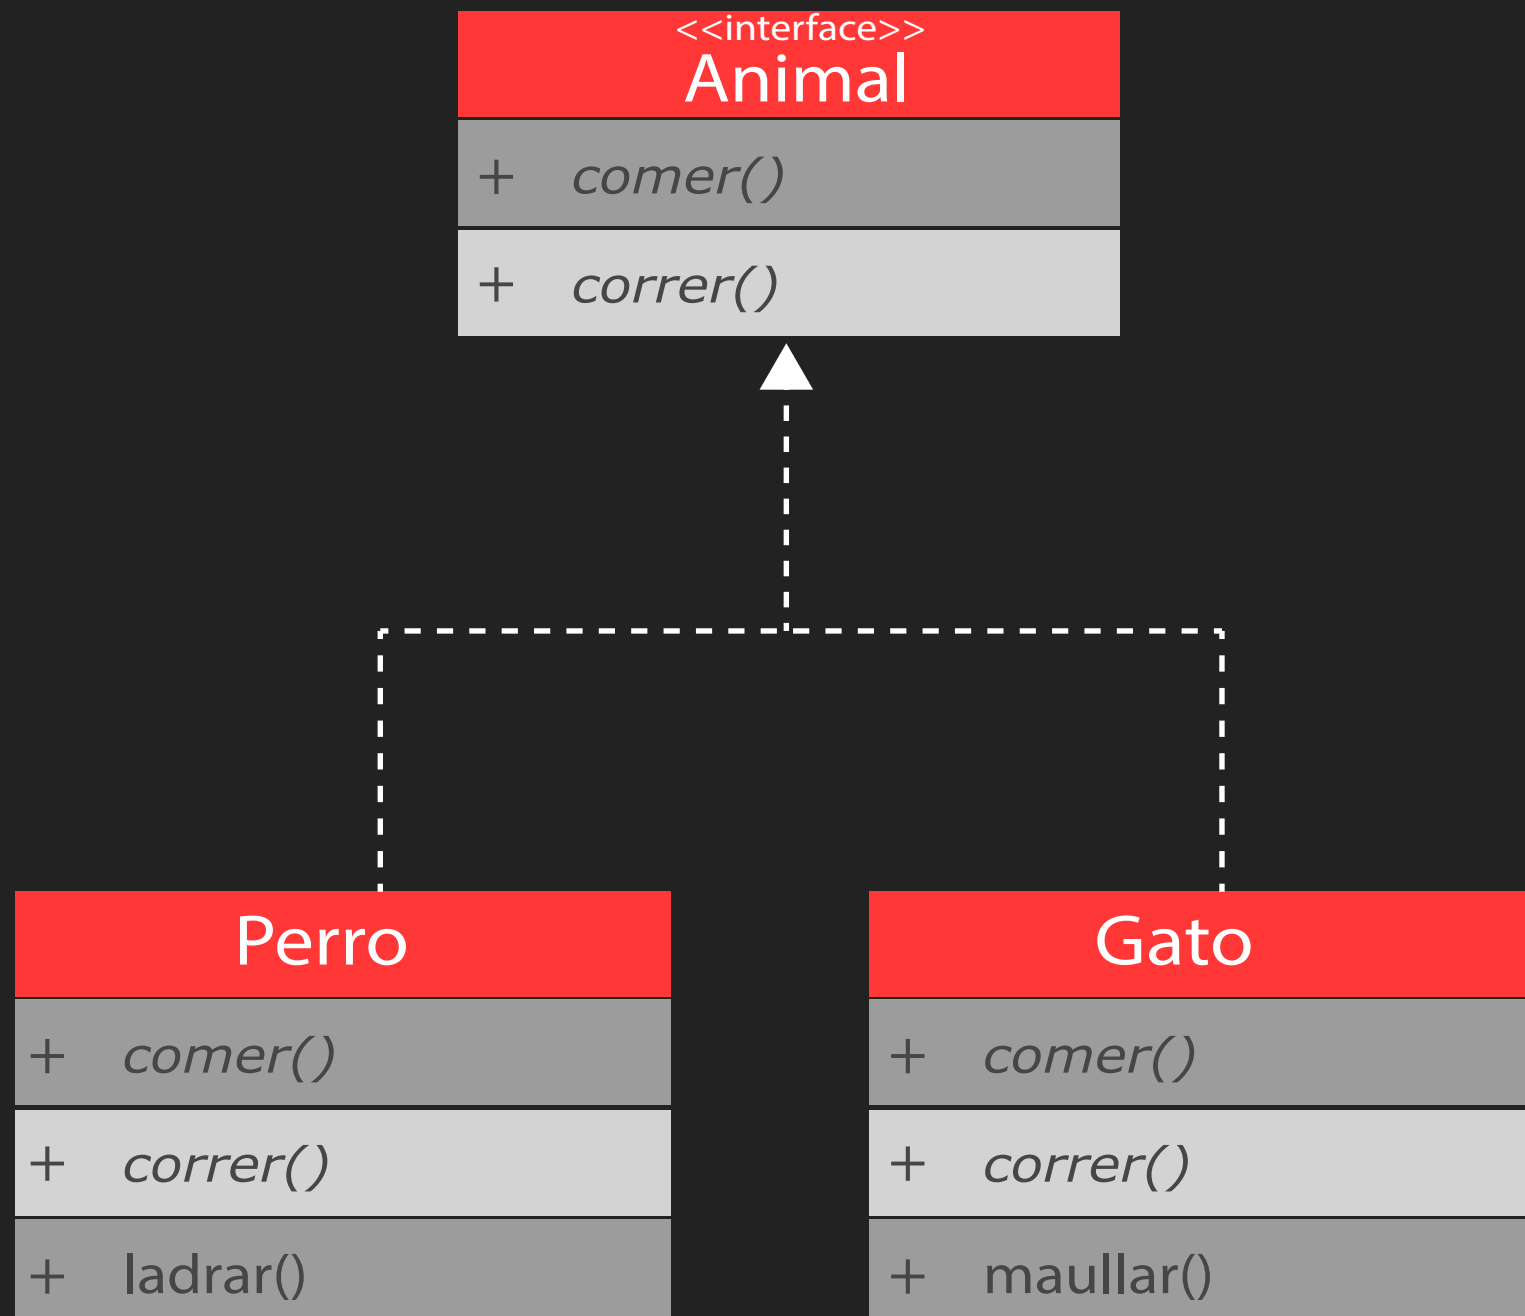 <<interface>>
Animal
+ comer()
+ correr()
Perro
+ comer()
+ correr()
+ ladrar()
Gato
+ comer()
+ correr()
+ maullar()